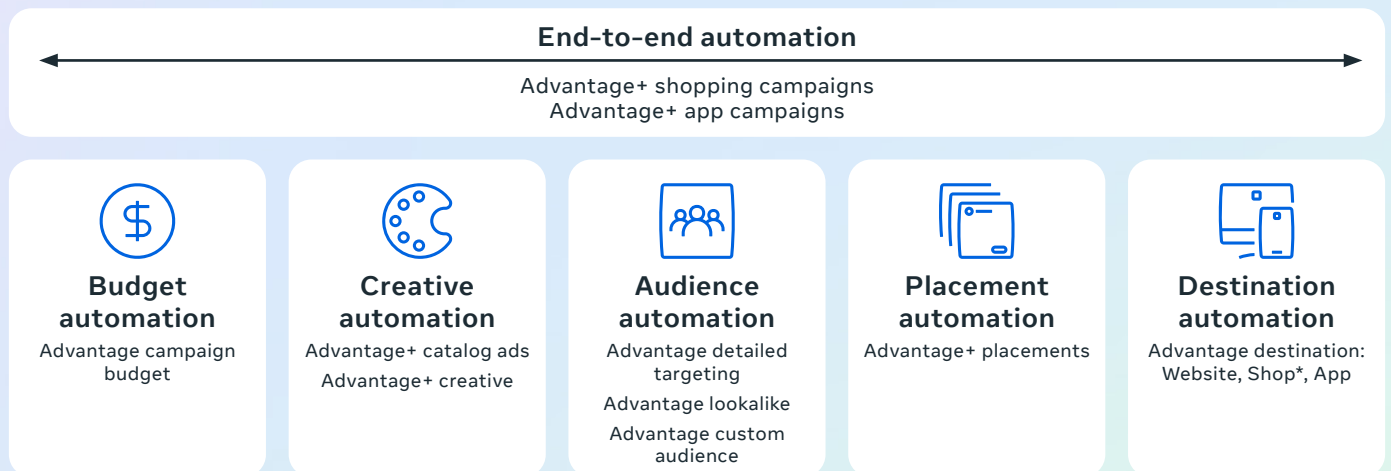 End-to-end automation
Advantage+ shopping campaigns
Advantage+ app campaigns
Budget
automation
Advantage campaign
budget
Creative
automation
Advantage+ catalog ads
Advantage+ creative
Audience
automation
Advantage detailed
targeting
Advantage lookalike
Advantage custom
audience
Placement
automation
Advantage+ placements
Destination
automation
Advantage destination:
Website, Shop*, App